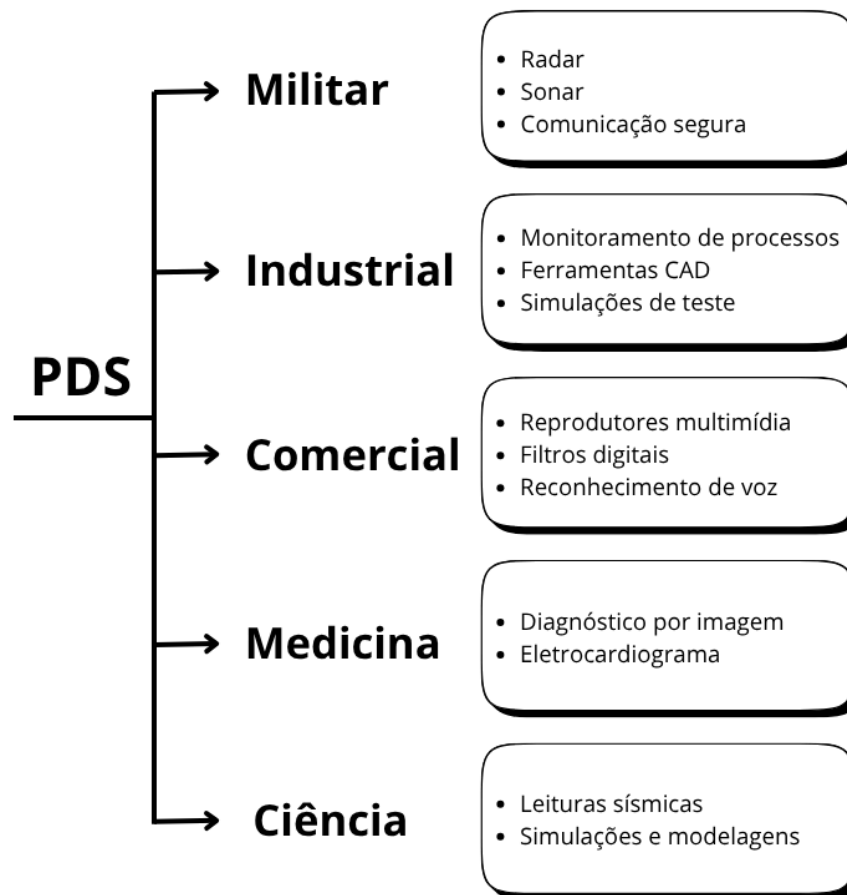 PDS
Militar
• Radar
• Sonar
• Comunicação segura
Industrial
• Monitoramento de processos
• Ferramentas CAD
• Simulações de teste
Comercial
• Reprodutores multimídia
• Filtros digitais
• Reconhecimento de voz
Medicina
• Diagnóstico por imagem
• Eletrocardiograma
Ciência
• Leituras sísmicas
• Simulações e modelagens